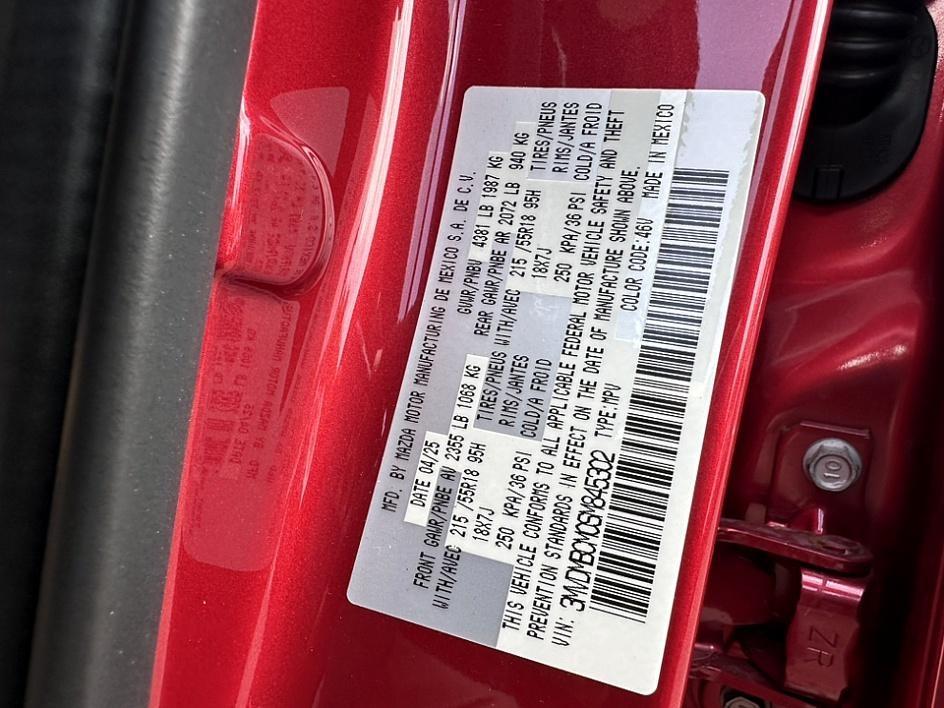 MFD. BY MAZDA MOTOR MANUFACTURING DE MEXICO S.A. DE C.V.
DATE 04/25 GVWR/PNBV 4381 LB 1987 KG
FRONT GAWR/PNBE AV 2355 LB 1068 KG REAR GAWR/PNBE AR 2072 LB 940 KG
WITH/AVEC 215 /55R18 95H TIRES/PNEUS WITH/AVEC 215 /55R18 95H TIRES/PNEUS
18X7J RIMS/JANTES 18X7J RIMS/JANTES
250 KPA/36 PSI COLD/A FROID 250 KPA/36 PSI COLD/A FROID
THIS VEHICLE CONFORMS TO ALL APPLICABLE FEDERAL MOTOR VEHICLE SAFETY AND THEFT
PREVENTION STANDARDS IN EFFECT ON THE DATE OF MANUFACTURE SHOWN ABOVE.
VIN: 3MVDMBCM0SM845302 TYPE:MPV COLOR CODE:46V MADE IN MEXICO
ZR